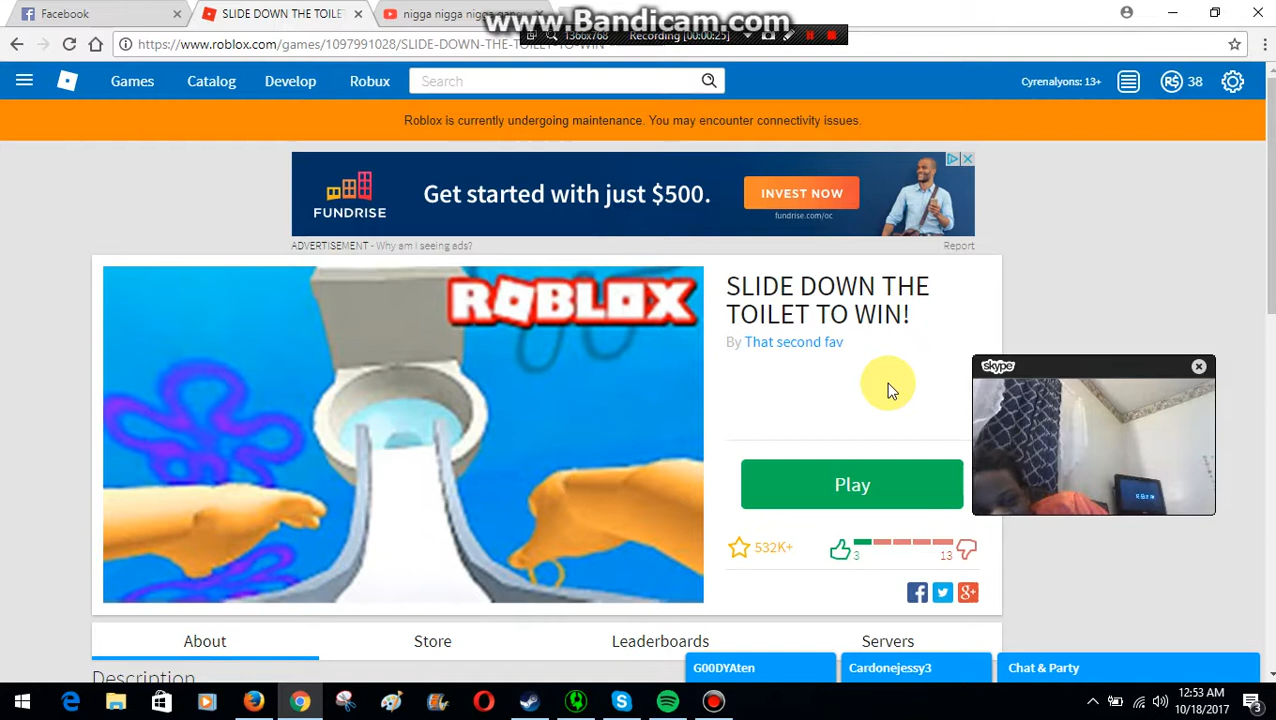 Facebook
SLIDE DOWN THE TOILET
nigga nigga nigga
www.Bandicam.com
1366x768 Recording [00:00:25]
https://www.roblox.com/games/1097991028/SLIDE-DOWN-THE-TOILET-TO-WIN
Games Catalog Develop Robux Search Cyrenalyons: 13+ R$ 38
Roblox is currently undergoing maintenance. You may encounter connectivity issues.
FUNDRISE
Get started with just $500.
INVEST NOW
fundrise.com/oc
ADVERTISEMENT - Why am I seeing ads? Report
ROBLOX
SLIDE DOWN THE
TOILET TO WIN!
By That second fav
skype
Play
532K+ 3 13
About Store Leaderboards Servers
G00DYAten Cardonejessy3 Chat & Party
Description
12:53 AM
10/18/2017
3